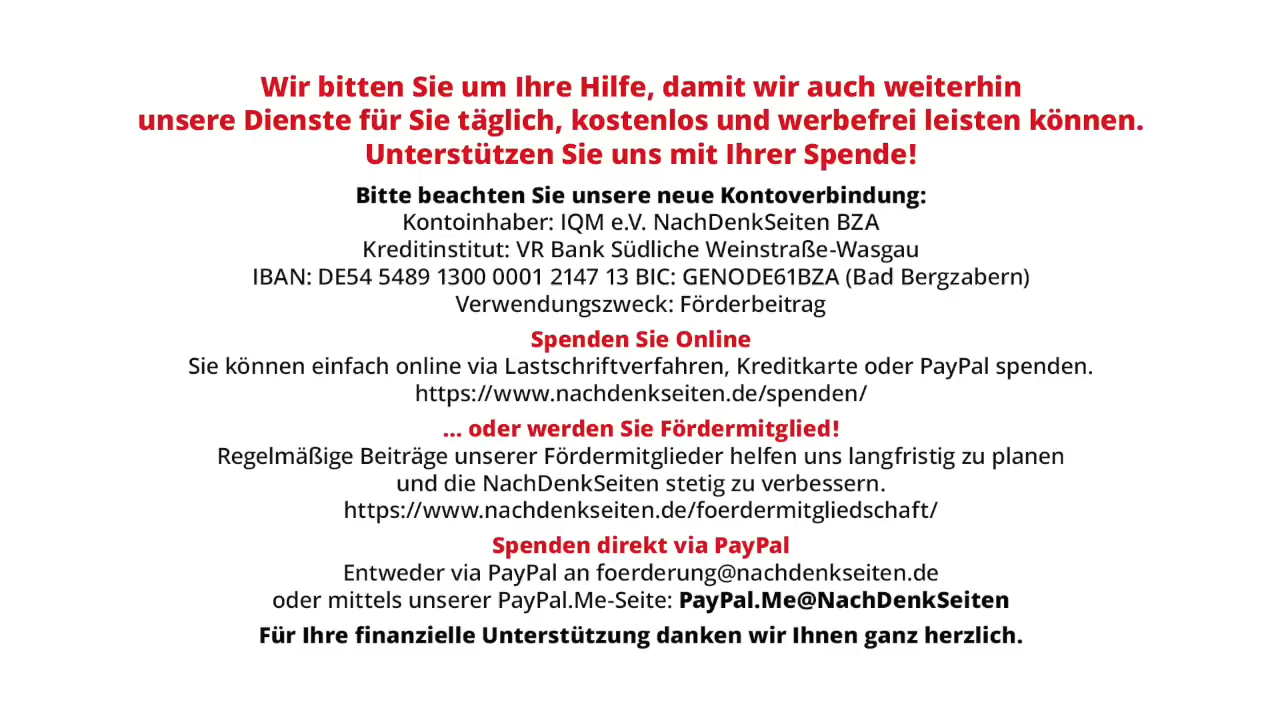 Wir bitten Sie um Ihre Hilfe, damit wir auch weiterhin
unsere Dienste für Sie täglich, kostenlos und werbefrei leisten können.
Unterstützen Sie uns mit Ihrer Spende!
Bitte beachten Sie unsere neue Kontoverbindung:
Kontoinhaber: IQM e.V. NachDenkSeiten BZA
Kreditinstitut: VR Bank Südliche Weinstraße-Wasgau
IBAN: DE54 5489 1300 0001 2147 13 BIC: GENODE61BZA (Bad Bergzabern)
Verwendungszweck: Förderbeitrag
Spenden Sie Online
Sie können einfach online via Lastschriftverfahren, Kreditkarte oder PayPal spenden.
https://www.nachdenkseiten.de/spenden/
... oder werden Sie Fördermitglied!
Regelmäßige Beiträge unserer Fördermitglieder helfen uns langfristig zu planen
und die NachDenkSeiten stetig zu verbessern.
https://www.nachdenkseiten.de/foerdermitgliedschaft/
Spenden direkt via PayPal
Entweder via PayPal an foerderung@nachdenkseiten.de
oder mittels unserer PayPal.Me-Seite: PayPal.Me@NachDenkSeiten
Für Ihre finanzielle Unterstützung danken wir Ihnen ganz herzlich.